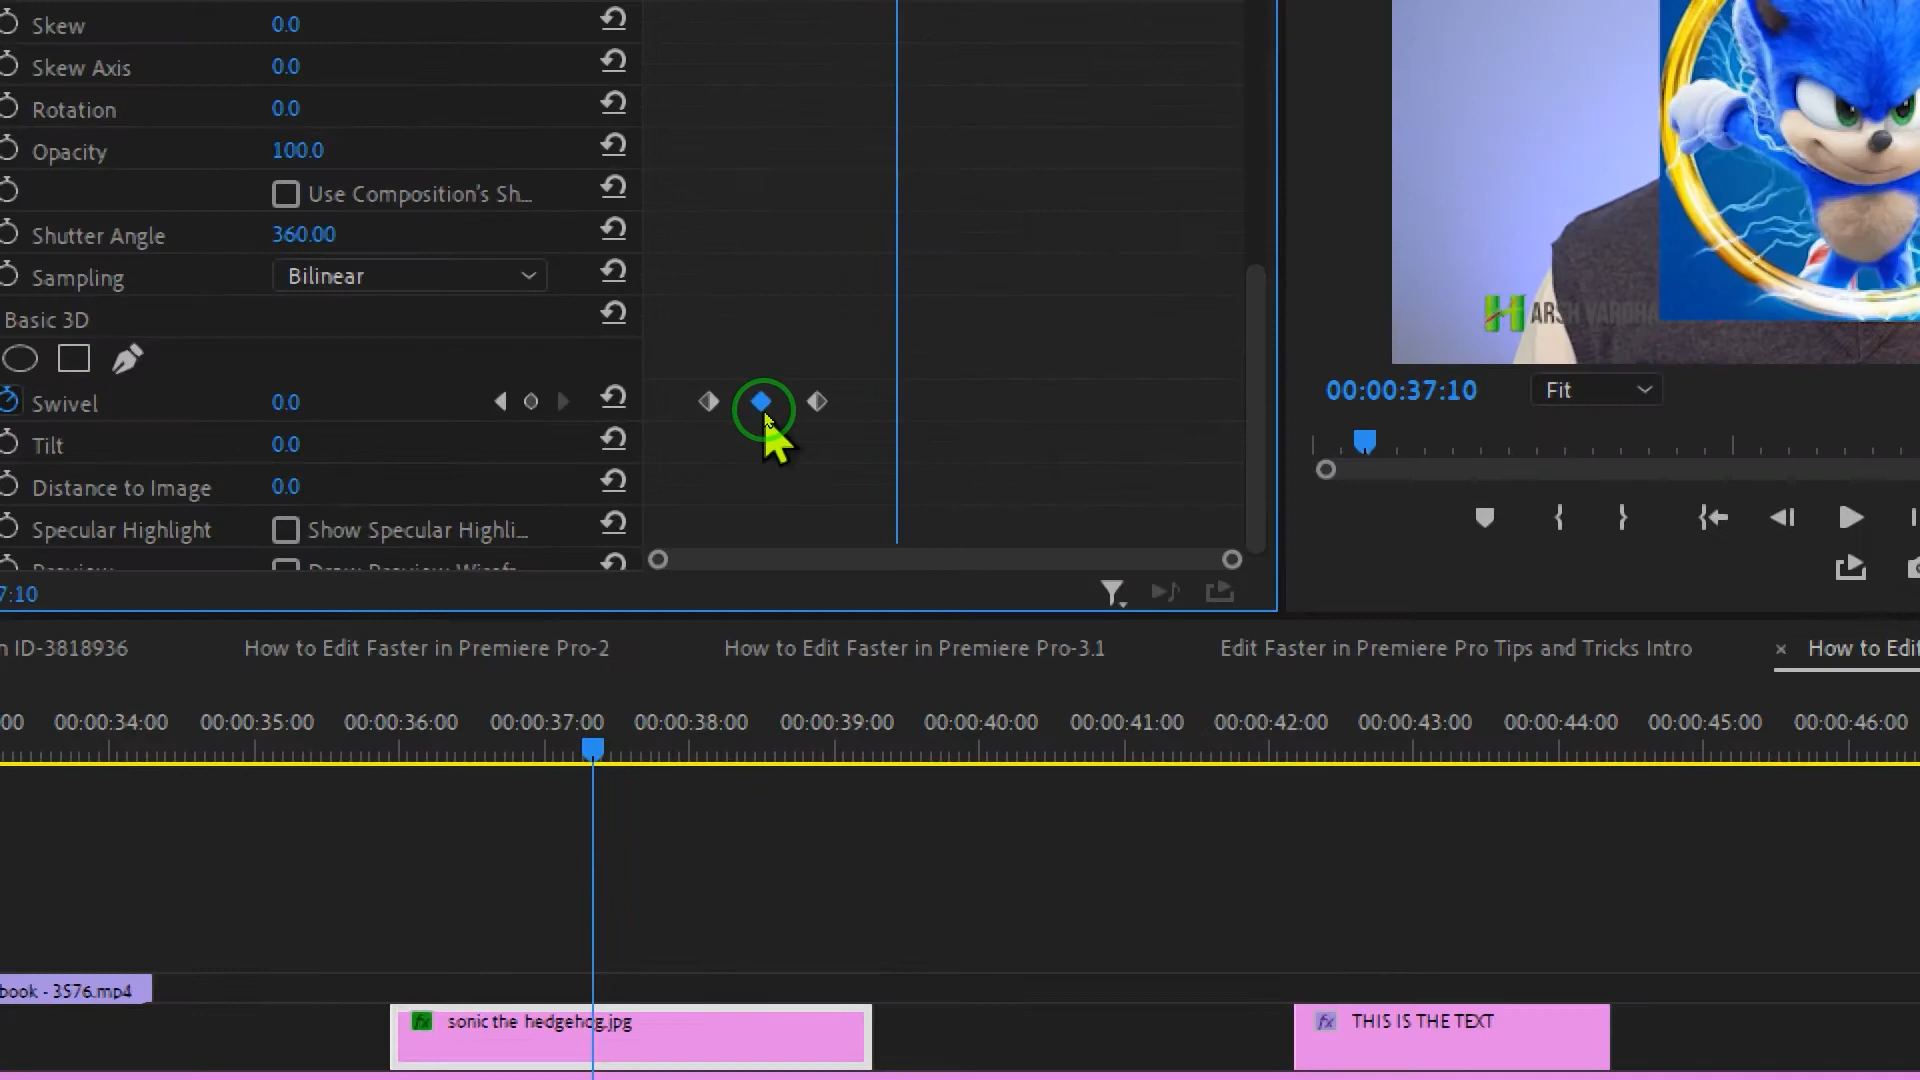 Skew 0.0
Skew Axis 0.0
Rotation 0.0
Opacity 100.0
Use Composition's Sh...
Shutter Angle 360.00
Sampling Bilinear
Basic 3D
Swivel 0.0
Tilt 0.0
Distance to Image 0.0
Specular Highlight Show Specular Highli...
7:10
ARSH VARDHA
00:00:37:10 Fit
n ID-3818936 How to Edit Faster in Premiere Pro-2 How to Edit Faster in Premiere Pro-3.1 Edit Faster in Premiere Pro Tips and Tricks Intro × How to Edit
00 00:00:34:00 00:00:35:00 00:00:36:00 00:00:37:00 00:00:38:00 00:00:39:00 00:00:40:00 00:00:41:00 00:00:42:00 00:00:43:00 00:00:44:00 00:00:45:00 00:00:46:00
book - 3576.mp4
fx sonic the hedgehog.jpg fx THIS IS THE TEXT